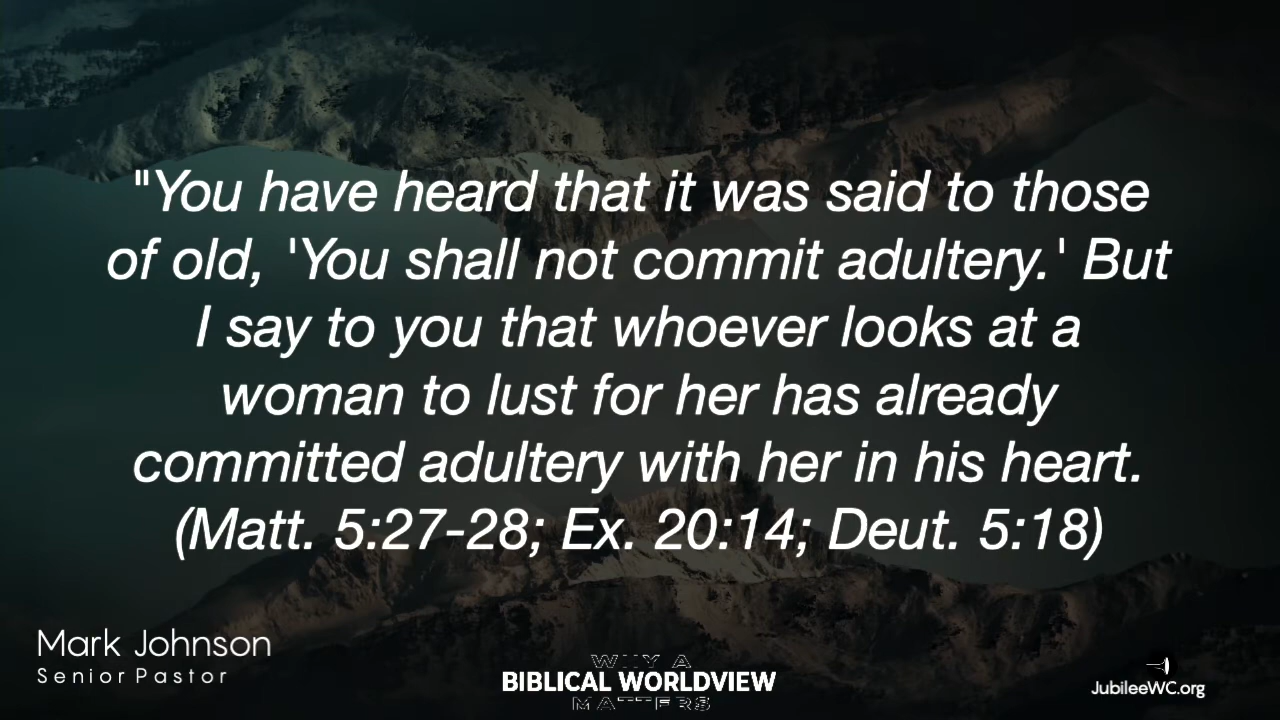 "You have heard that it was said to those
of old, 'You shall not commit adultery.' But
I say to you that whoever looks at a
woman to lust for her has already
committed adultery with her in his heart.
(Matt. 5:27-28; Ex. 20:14; Deut. 5:18)
Mark Johnson
Senior Pastor
WHY A
BIBLICAL WORLDVIEW
MATTERS
JubileeWC.org